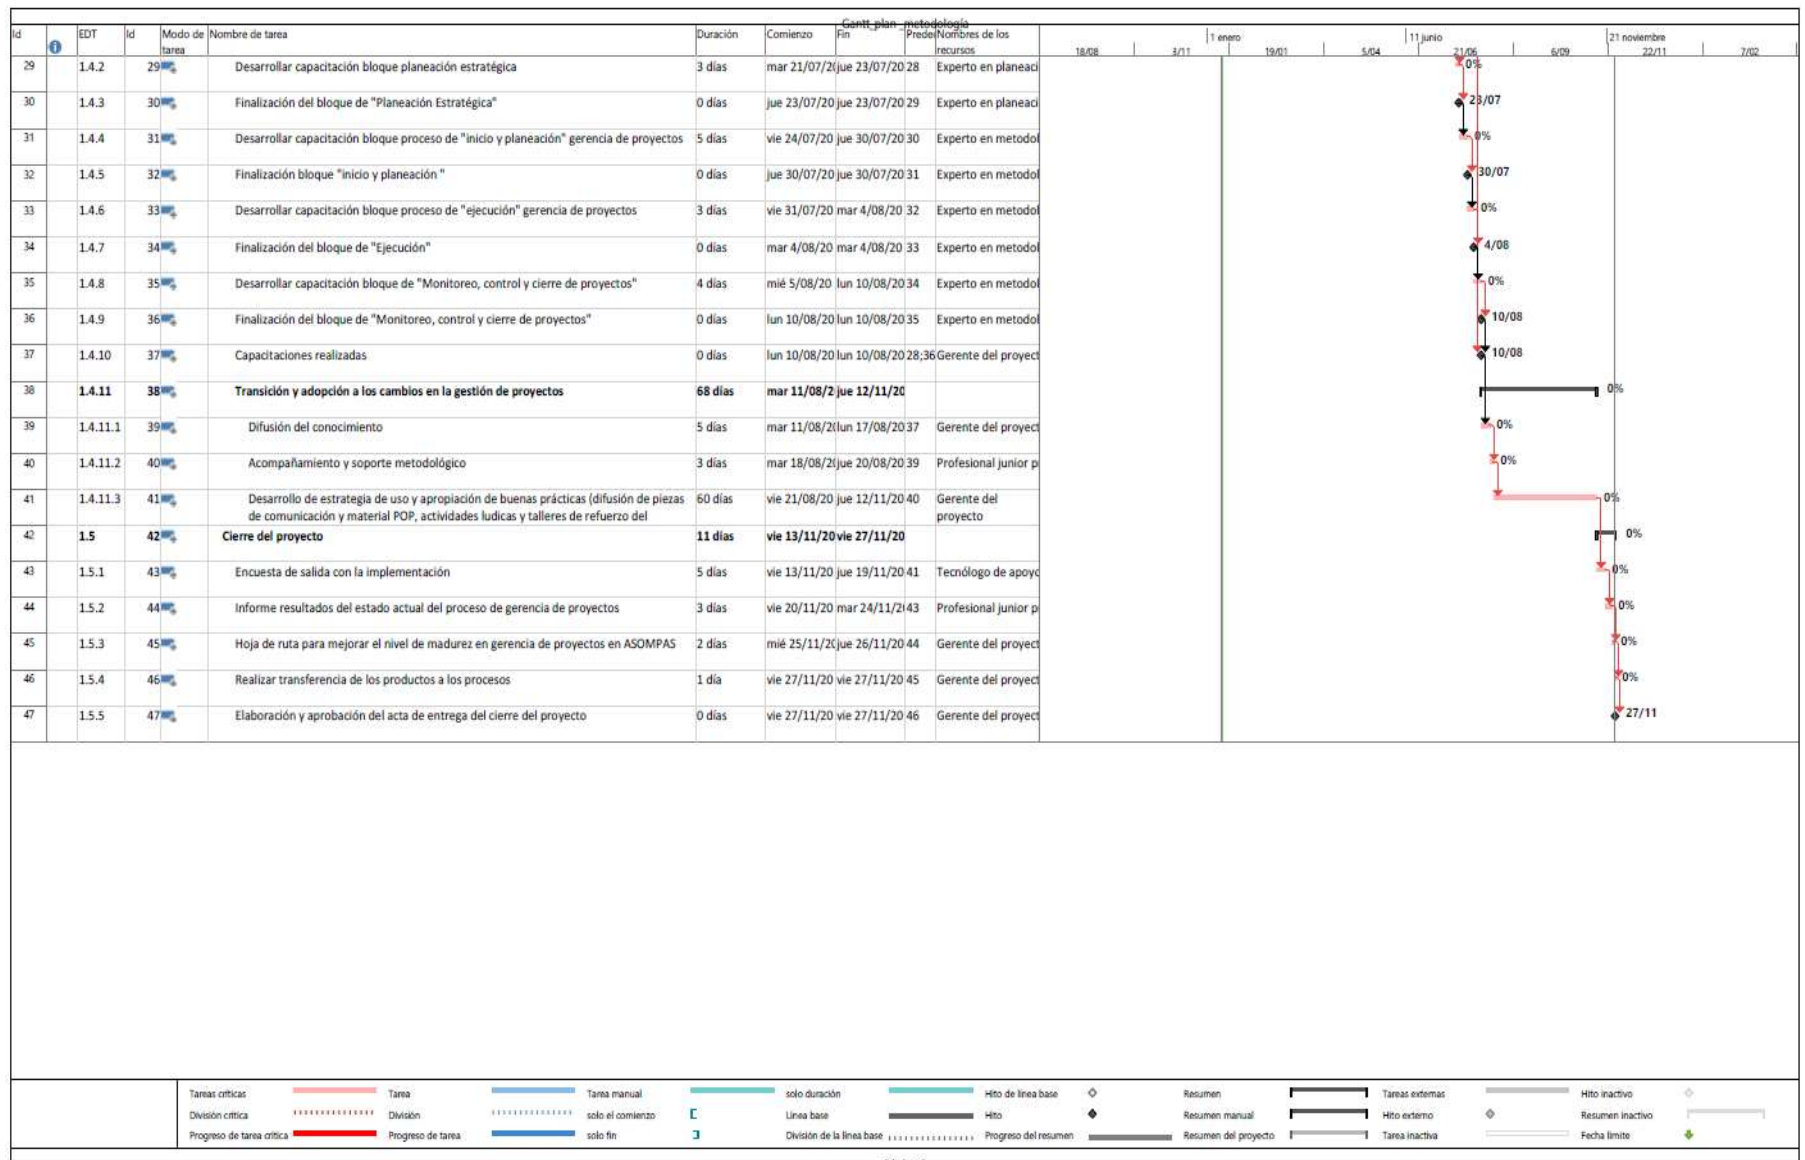 Gantt_plan _metodología
Id EDT Id Modo de tarea Nombre de tarea Duración Comienzo Fin Prede Nombres de los recursos
1 enero 11 junio 21 noviembre
18/08 3/11 19/01 5/04 21/06 6/09 22/11 7/02
29 1.4.2 29 Desarrollar capacitación bloque planeación estratégica 3 días mar 21/07/20 jue 23/07/20 28 Experto en planeaci 0%
30 1.4.3 30 Finalización del bloque de "Planeación Estratégica" 0 días jue 23/07/20 jue 23/07/20 29 Experto en planeaci 23/07
31 1.4.4 31 Desarrollar capacitación bloque proceso de "inicio y planeación" gerencia de proyectos 5 días vie 24/07/20 jue 30/07/20 30 Experto en metodol 0%
32 1.4.5 32 Finalización bloque "inicio y planeación " 0 días jue 30/07/20 jue 30/07/20 31 Experto en metodol 30/07
33 1.4.6 33 Desarrollar capacitación bloque proceso de "ejecución" gerencia de proyectos 3 días vie 31/07/20 mar 4/08/20 32 Experto en metodol 0%
34 1.4.7 34 Finalización del bloque de "Ejecución" 0 días mar 4/08/20 mar 4/08/20 33 Experto en metodol 4/08
35 1.4.8 35 Desarrollar capacitación bloque de "Monitoreo, control y cierre de proyectos" 4 días mié 5/08/20 lun 10/08/20 34 Experto en metodol 0%
36 1.4.9 36 Finalización del bloque de "Monitoreo, control y cierre de proyectos" 0 días lun 10/08/20 lun 10/08/20 35 Experto en metodol 10/08
37 1.4.10 37 Capacitaciones realizadas 0 días lun 10/08/20 lun 10/08/20 28;36 Gerente del proyect 10/08
38 1.4.11 38 Transición y adopción a los cambios en la gestión de proyectos 68 días mar 11/08/2 jue 12/11/20 0%
39 1.4.11.1 39 Difusión del conocimiento 5 días mar 11/08/2 lun 17/08/20 37 Gerente del proyect 0%
40 1.4.11.2 40 Acompañamiento y soporte metodológico 3 días mar 18/08/2 jue 20/08/20 39 Profesional junior p 0%
41 1.4.11.3 41 Desarrollo de estrategia de uso y apropiación de buenas prácticas (difusión de piezas 60 días vie 21/08/20 jue 12/11/20 40 Gerente del 0%
de comunicación y material POP, actividades ludicas y talleres de refuerzo del proyecto
42 1.5 42 Cierre del proyecto 11 días vie 13/11/20 vie 27/11/20 0%
43 1.5.1 43 Encuesta de salida con la implementación 5 días vie 13/11/20 jue 19/11/20 41 Tecnólogo de apoyo 0%
44 1.5.2 44 Informe resultados del estado actual del proceso de gerencia de proyectos 3 días vie 20/11/20 mar 24/11/2 43 Profesional junior p 0%
45 1.5.3 45 Hoja de ruta para mejorar el nivel de madurez en gerencia de proyectos en ASOMPAS 2 días mié 25/11/20 jue 26/11/20 44 Gerente del proyect 0%
46 1.5.4 46 Realizar transferencia de los productos a los procesos 1 día vie 27/11/20 vie 27/11/20 45 Gerente del proyect 0%
47 1.5.5 47 Elaboración y aprobación del acta de entrega del cierre del proyecto 0 días vie 27/11/20 vie 27/11/20 46 Gerente del proyect 27/11
Tareas críticas Tarea Tarea manual solo duración Hito de línea base Resumen Tareas externas Hito inactivo
División crítica División solo el comienzo Línea base Hito Resumen manual Hito externo Resumen inactivo
Progreso de tarea crítica Progreso de tarea solo fin División de la línea base Progreso del resumen Resumen del proyecto Tarea inactiva Fecha límite